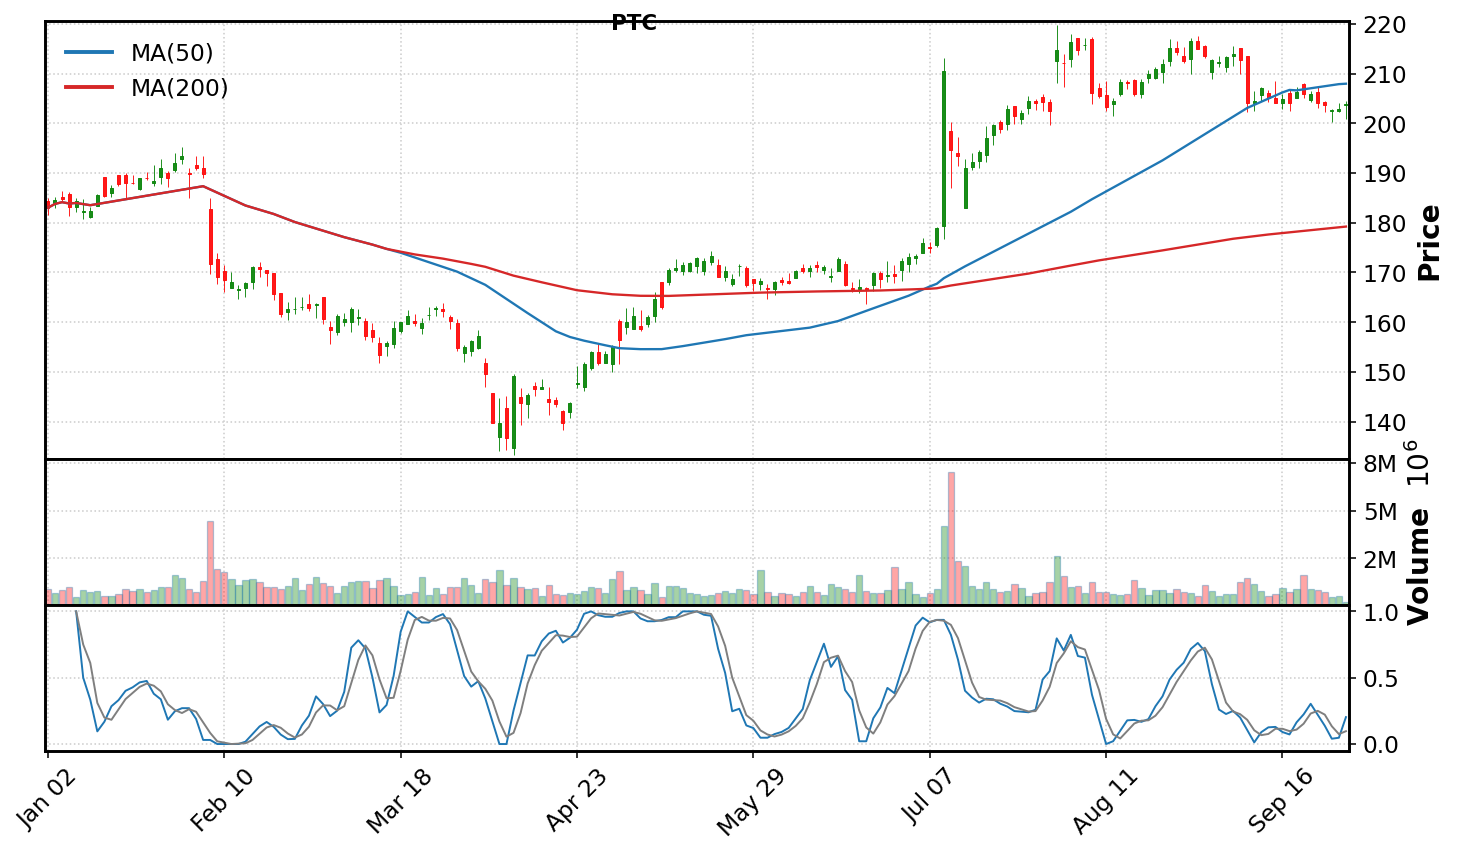 PTC
MA(50)
MA(200)
220
210
200
190
180
170
160
150
140
Price
8M
5M
2M
Volume 10^6
1.0
0.5
0.0
Jan 02
Feb 10
Mar 18
Apr 23
May 29
Jul 07
Aug 11
Sep 16